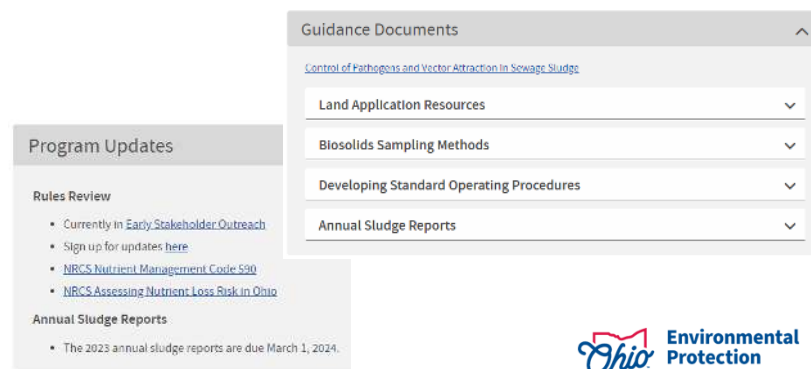 Guidance Documents
Control of Pathogens and Vector Attraction in Sewage Sludge
Land Application Resources
Biosolids Sampling Methods
Developing Standard Operating Procedures
Annual Sludge Reports
Program Updates
Rules Review
• Currently in Early Stakeholder Outreach
• Sign up for updates here
• NRCS Nutrient Management Code 590
• NRCS Assessing Nutrient Loss Risk in Ohio
Annual Sludge Reports
• The 2023 annual sludge reports are due March 1, 2024.
Ohio
Environmental
Protection